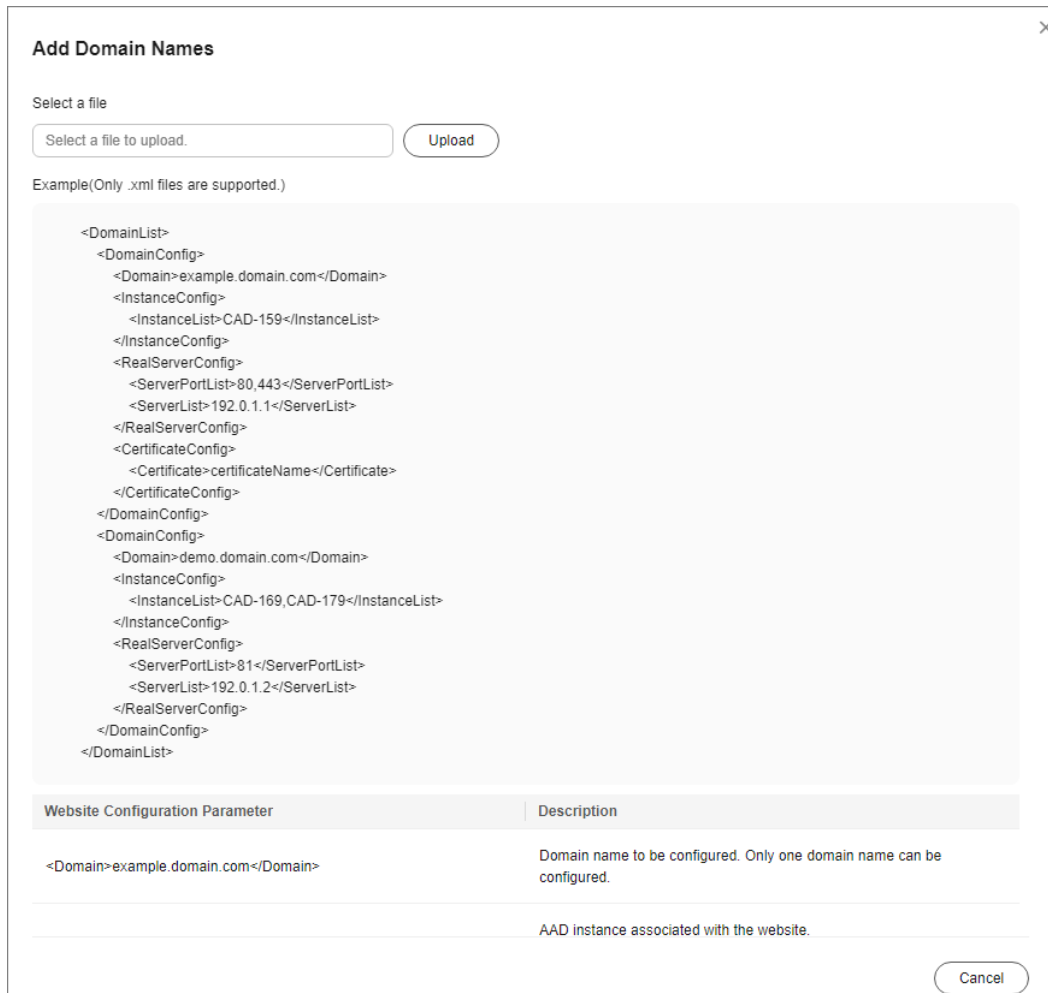 Add Domain Names
Select a file
Select a file to upload.
Upload
Example(Only .xml files are supported.)
<DomainList>
<DomainConfig>
<Domain>example.domain.com</Domain>
<InstanceConfig>
<InstanceList>CAD-159</InstanceList>
</InstanceConfig>
<RealServerConfig>
<ServerPortList>80,443</ServerPortList>
<ServerList>192.0.1.1</ServerList>
</RealServerConfig>
<CertificateConfig>
<Certificate>certificateName</Certificate>
</CertificateConfig>
</DomainConfig>
<DomainConfig>
<Domain>demo.domain.com</Domain>
<InstanceConfig>
<InstanceList>CAD-169,CAD-179</InstanceList>
</InstanceConfig>
<RealServerConfig>
<ServerPortList>81</ServerPortList>
<ServerList>192.0.1.2</ServerList>
</RealServerConfig>
</DomainConfig>
</DomainList>
Website Configuration Parameter
Description
<Domain>example.domain.com</Domain>
Domain name to be configured. Only one domain name can be
configured.
AAD instance associated with the website.
Cancel